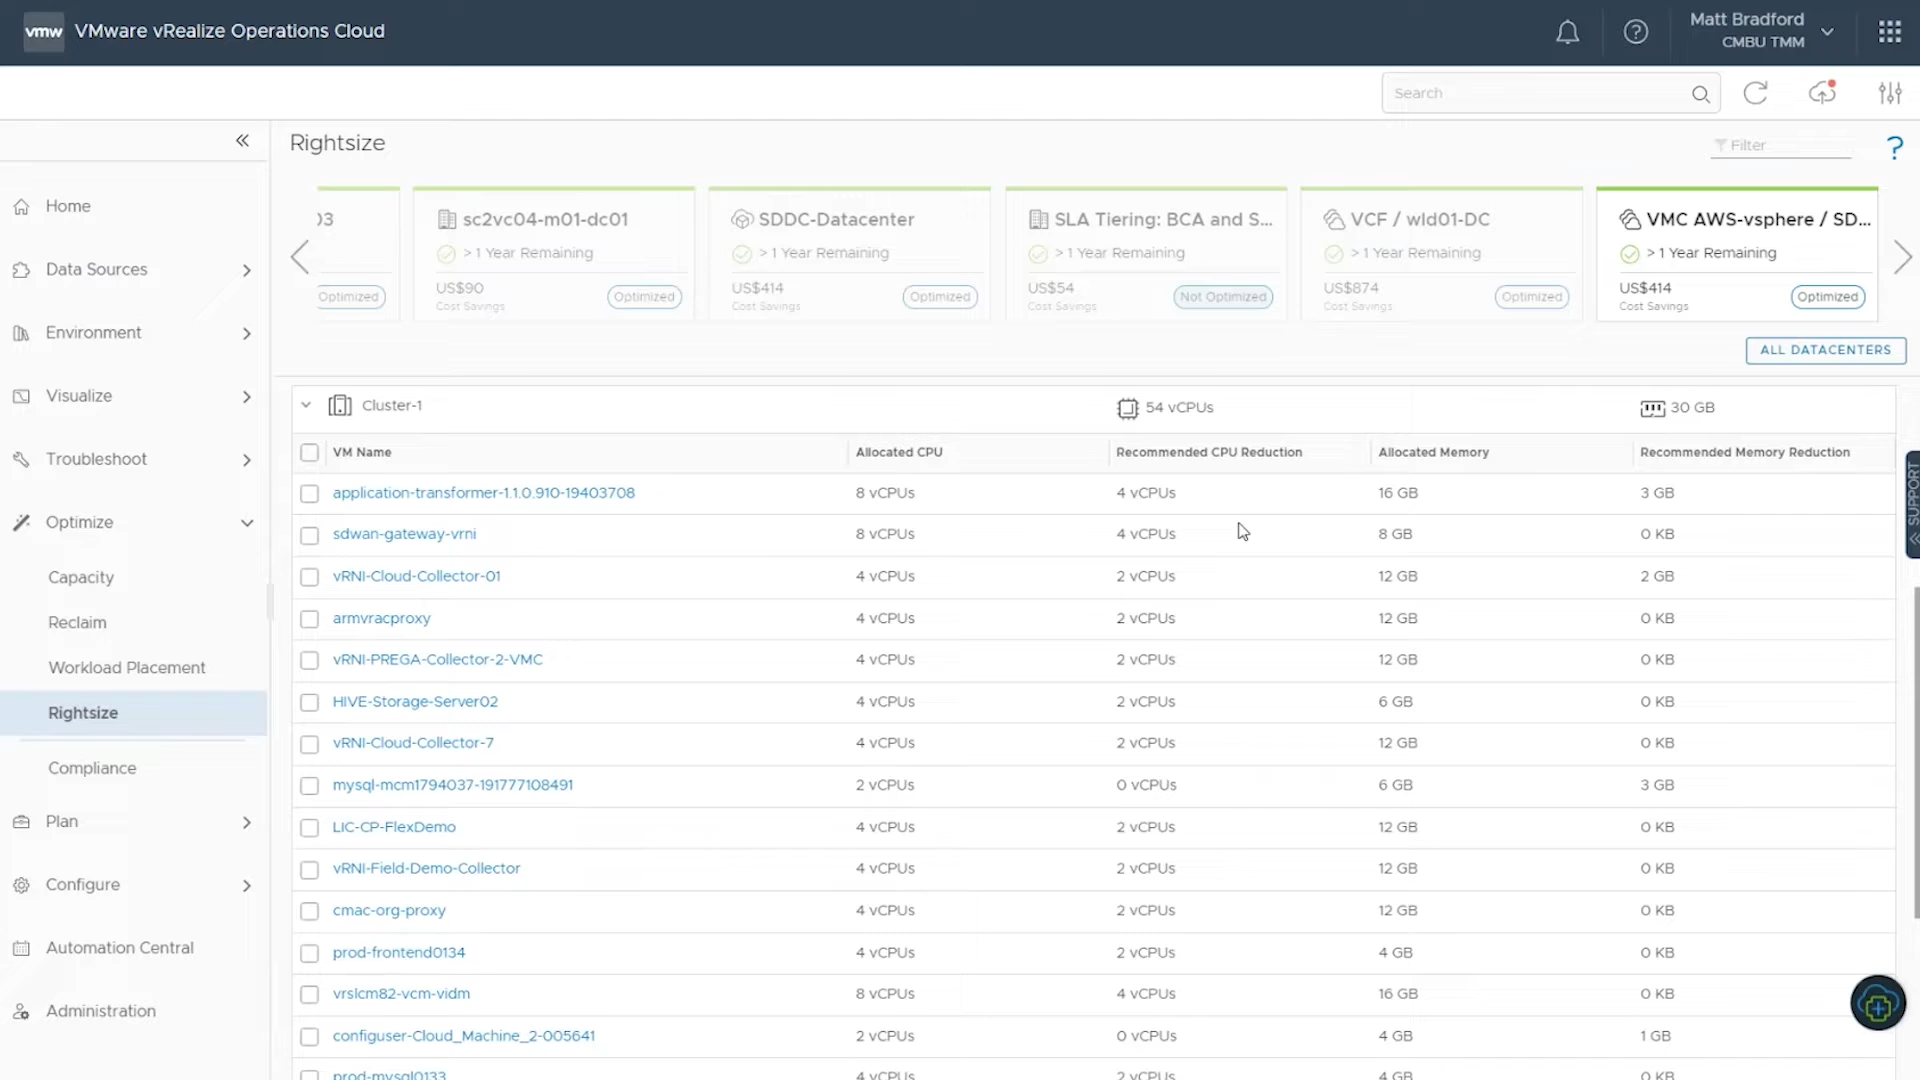 vmw VMware vRealize Operations Cloud
Matt Bradford
CMBU TMM
Search
Rightsize
Filter
?
Home
Data Sources
Environment
Visualize
Troubleshoot
Optimize
Capacity
Reclaim
Workload Placement
Rightsize
Compliance
Plan
Configure
Automation Central
Administration
03
Optimized
sc2vc04-m01-dc01
> 1 Year Remaining
US$90
Cost Savings
Optimized
SDDC-Datacenter
> 1 Year Remaining
US$414
Cost Savings
Optimized
SLA Tiering: BCA and S...
> 1 Year Remaining
US$54
Cost Savings
Not Optimized
VCF / wld01-DC
> 1 Year Remaining
US$874
Cost Savings
Optimized
VMC AWS-vsphere / SD...
> 1 Year Remaining
US$414
Cost Savings
Optimized
ALL DATACENTERS
Cluster-1 54 vCPUs 30 GB
VM Name Allocated CPU Recommended CPU Reduction Allocated Memory Recommended Memory Reduction
application-transformer-1.1.0.910-19403708 8 vCPUs 4 vCPUs 16 GB 3 GB
sdwan-gateway-vrni 8 vCPUs 4 vCPUs 8 GB 0 KB
vRNI-Cloud-Collector-01 4 vCPUs 2 vCPUs 12 GB 2 GB
armvracproxy 4 vCPUs 2 vCPUs 12 GB 0 KB
vRNI-PREGA-Collector-2-VMC 4 vCPUs 2 vCPUs 12 GB 0 KB
HIVE-Storage-Server02 4 vCPUs 2 vCPUs 6 GB 0 KB
vRNI-Cloud-Collector-7 4 vCPUs 2 vCPUs 12 GB 0 KB
mysql-mcm1794037-191777108491 2 vCPUs 0 vCPUs 6 GB 3 GB
LIC-CP-FlexDemo 4 vCPUs 2 vCPUs 12 GB 0 KB
vRNI-Field-Demo-Collector 4 vCPUs 2 vCPUs 12 GB 0 KB
cmac-org-proxy 4 vCPUs 2 vCPUs 12 GB 0 KB
prod-frontend0134 4 vCPUs 2 vCPUs 4 GB 0 KB
vrslcm82-vcm-vidm 8 vCPUs 4 vCPUs 16 GB 0 KB
configuser-Cloud_Machine_2-005641 2 vCPUs 0 vCPUs 4 GB 1 GB
prod-mysql0133 4 vCPUs 2 vCPUs 4 GB 0 KB
SUPPORT